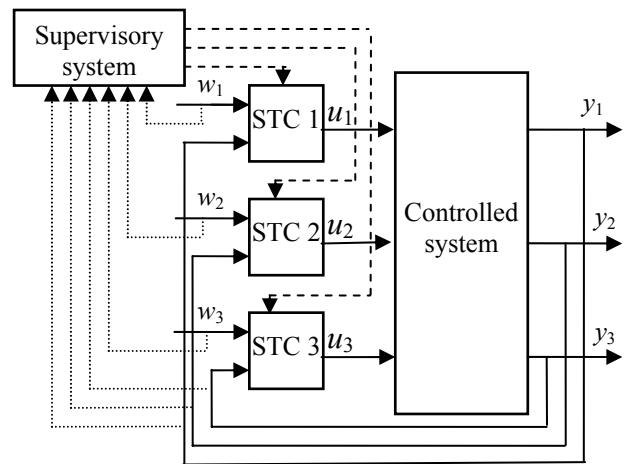 Supervisory
system
w₁
STC 1
u₁
y₁
w₂
STC 2
u₂
Controlled
system
y₂
w₃
STC 3
u₃
y₃